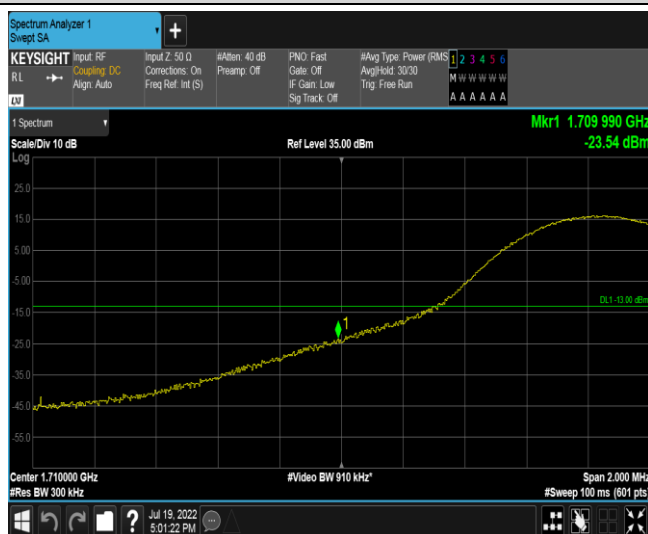 Spectrum Analyzer 1
Swept SA
+
KEYSIGHT
RL
LXI
Input: RF
Coupling: DC
Align: Auto
Input Z: 50 Ω
Corrections: On
Freq Ref: Int (S)
#Atten: 40 dB
Preamp: Off
PNO: Fast
Gate: Off
IF Gain: Low
Sig Track: Off
#Avg Type: Power (RMS
Avg|Hold: 30/30
Trig: Free Run
1 2 3 4 5 6
M W W W W W
A A A A A A
1 Spectrum
Mkr1 1.709 990 GHz
Scale/Div 10 dB
Ref Level 35.00 dBm
-23.54 dBm
Log
25.0
15.0
5.00
-5.00
DL1 -13.00 dBm
-15.0
1
-25.0
-35.0
-45.0
1
-55.0
Center 1.710000 GHz
#Video BW 910 kHz*
Span 2.000 MHz
#Res BW 300 kHz
#Sweep 100 ms (601 pts)
?
Jul 19, 2022
5:01:22 PM